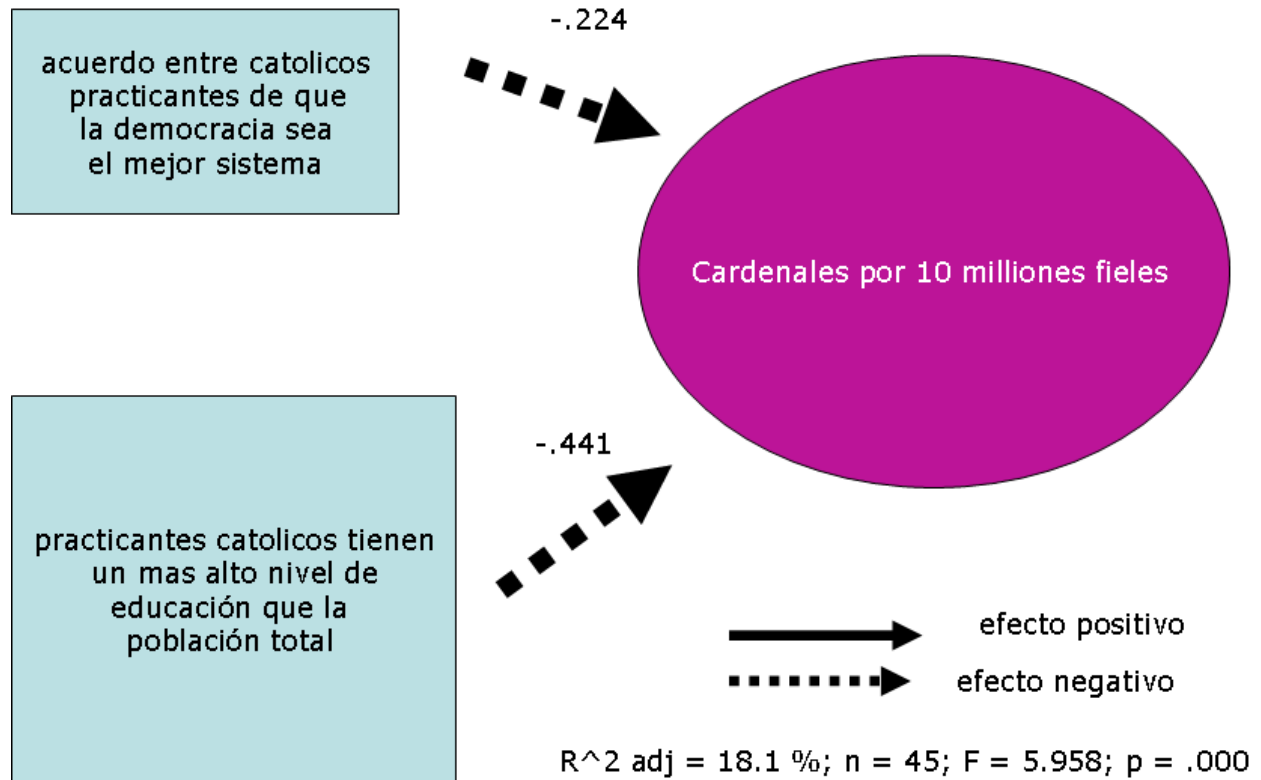 -.224
acuerdo entre catolicos
practicantes de que
la democracia sea
el mejor sistema
Cardenales por 10 milliones fieles
-.441
practicantes catolicos tienen
un mas alto nivel de
educación que la
población total
efecto positivo
efecto negativo
R^2 adj = 18.1 %; n = 45; F = 5.958; p = .000